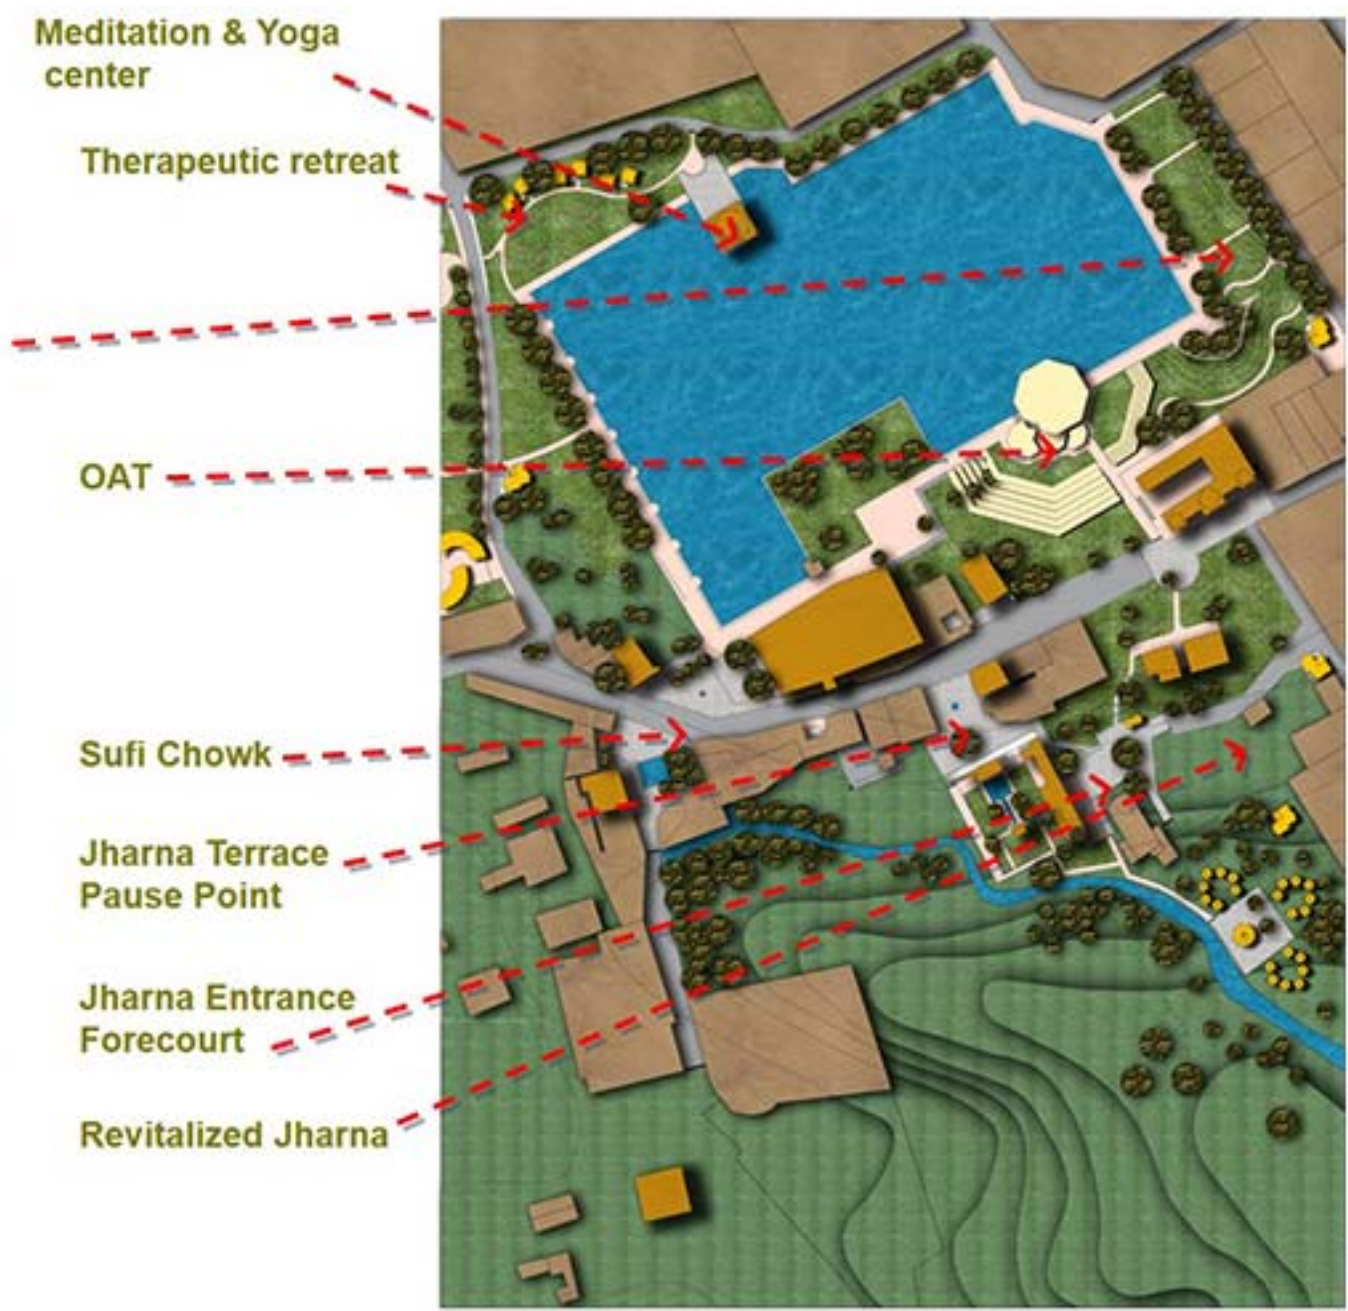 Meditation & Yoga
center
Therapeutic retreat
OAT
Sufi Chowk
Jharna Terrace
Pause Point
Jharna Entrance
Forecourt
Revitalized Jharna